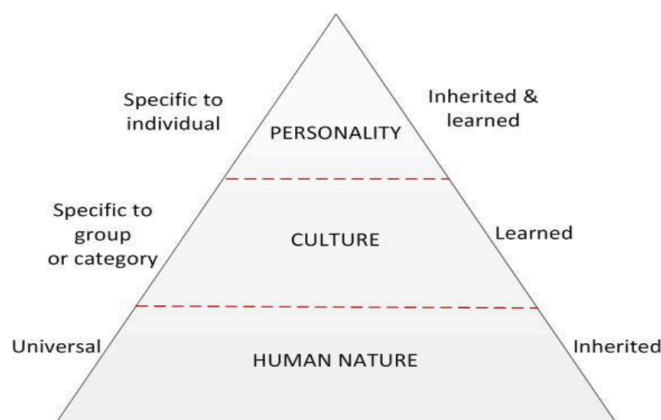 Specific to
individual
PERSONALITY
Inherited &
learned
Specific to
group
or category
CULTURE
Learned
Universal
HUMAN NATURE
Inherited